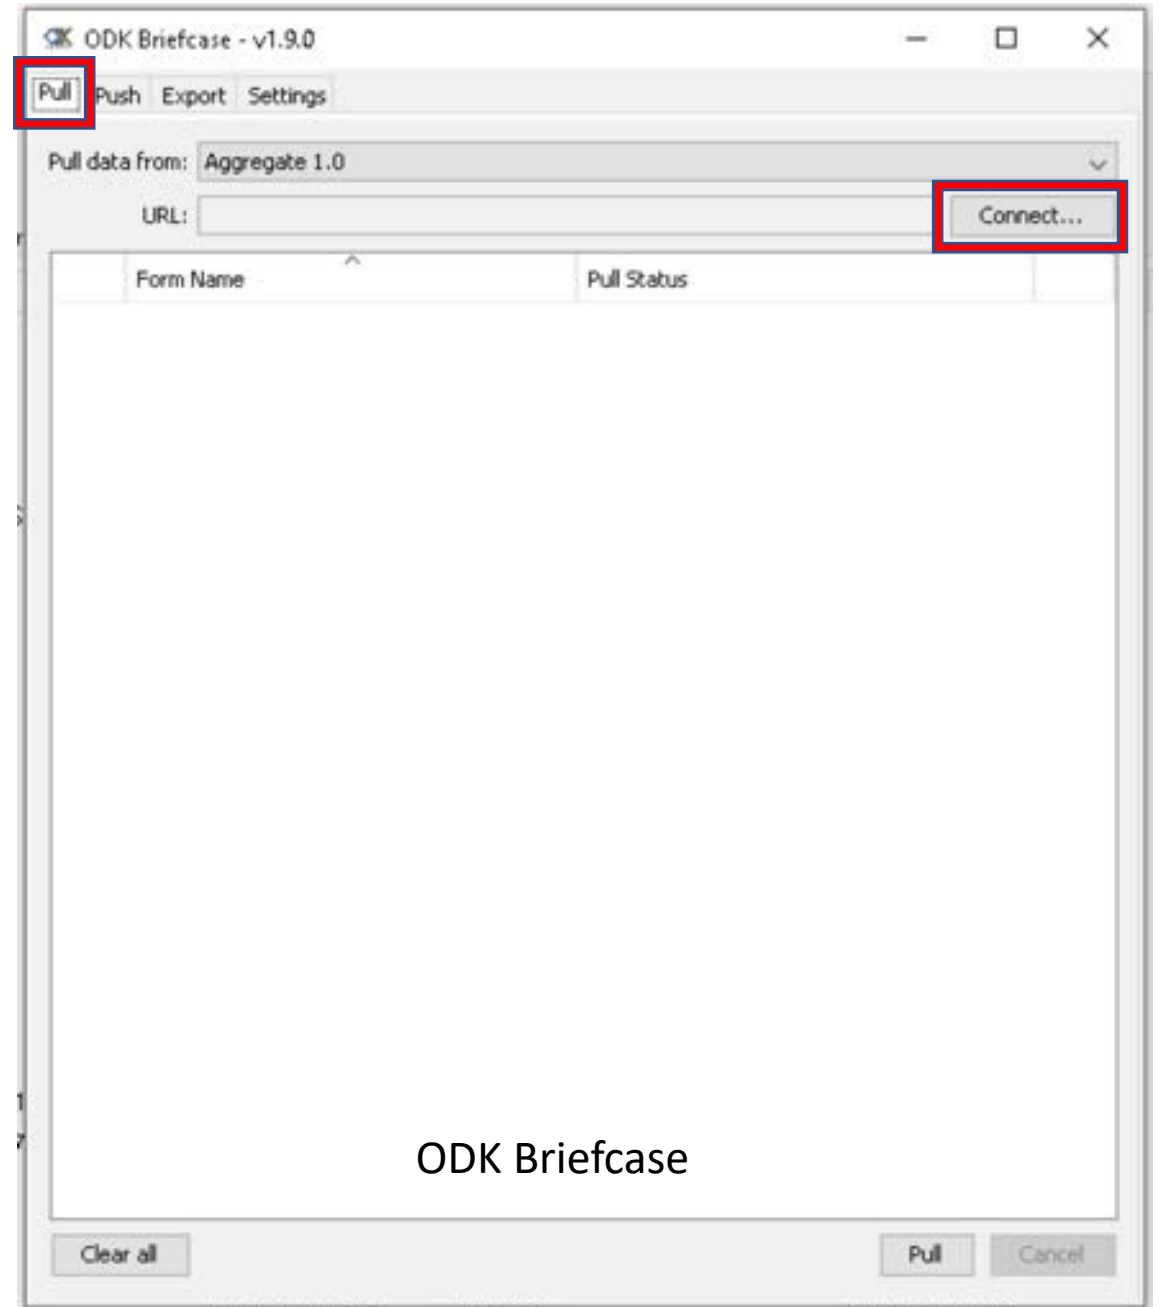 ODK Briefcase - v1.9.0
Pull Push Export Settings
Pull data from: Aggregate 1.0
URL: Connect...
Form Name Pull Status
ODK Briefcase
Clear all Pull Cancel